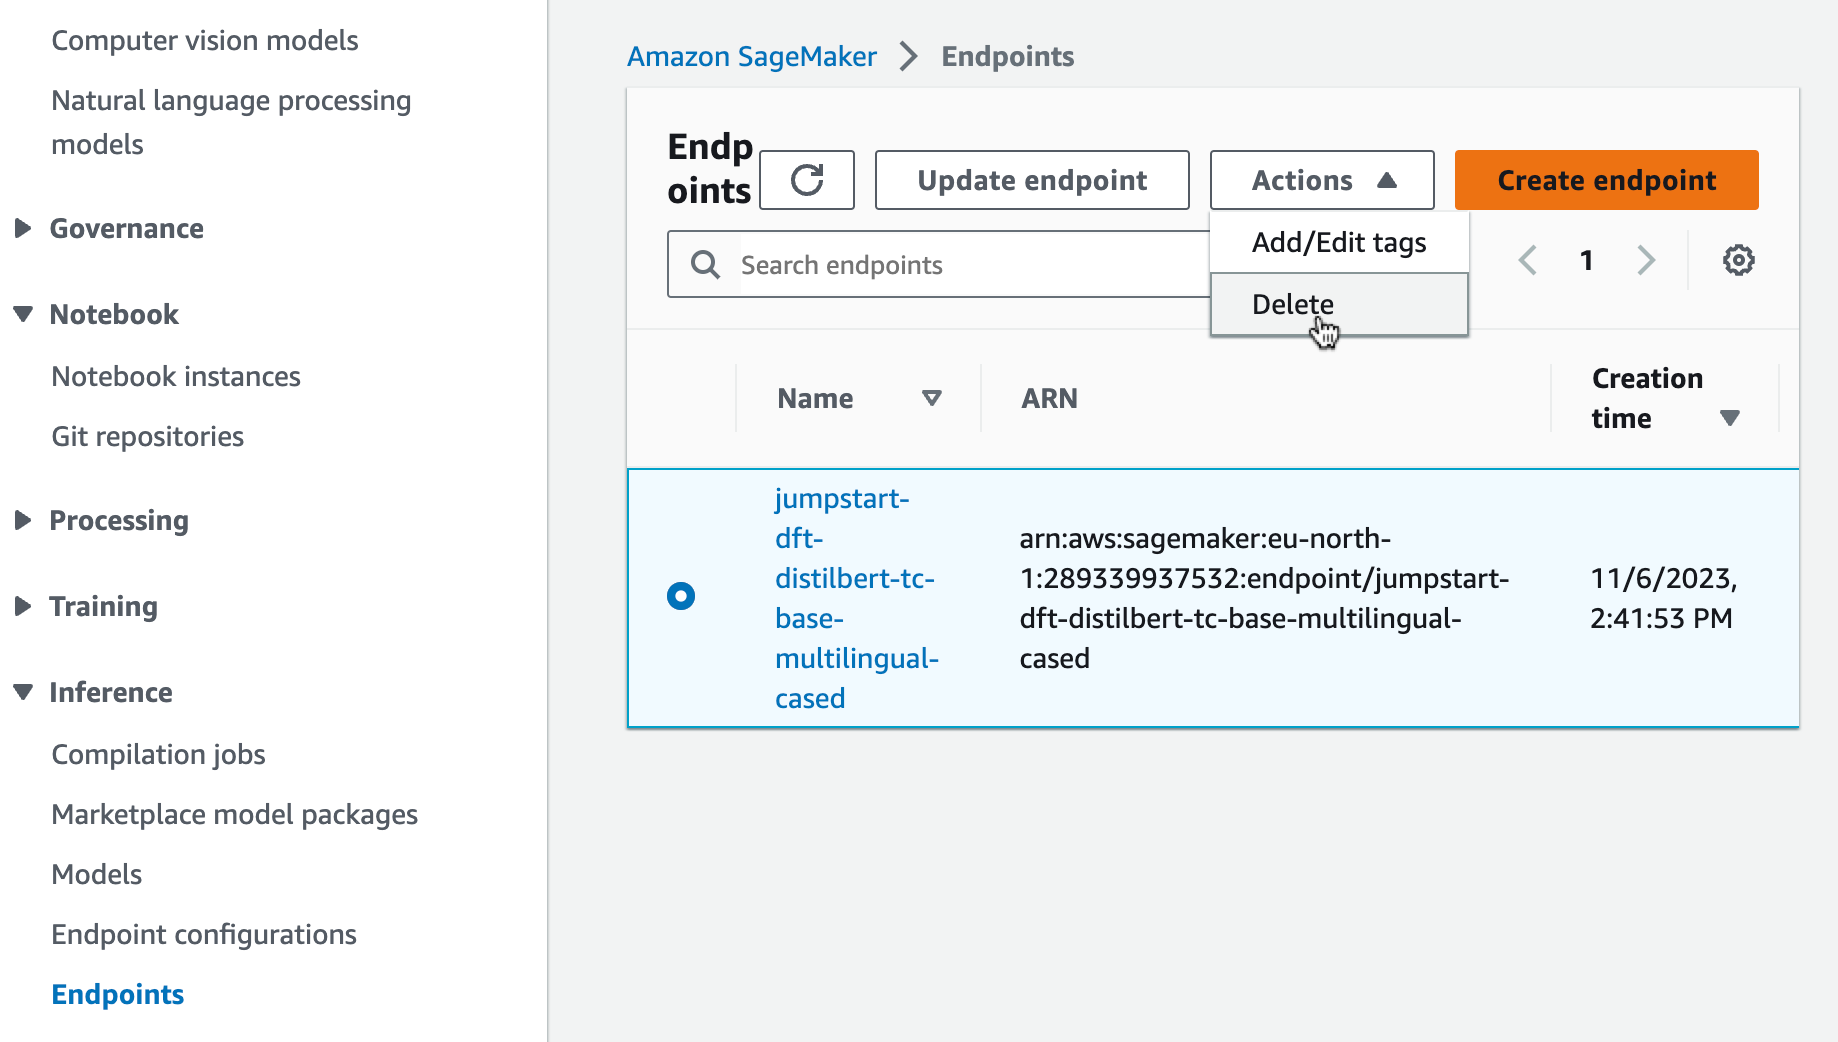 Computer vision models
Natural language processing
models
Governance
Notebook
Notebook instances
Git repositories
Processing
Training
Inference
Compilation jobs
Marketplace model packages
Models
Endpoint configurations
Endpoints
Amazon SageMaker
Endpoints
Endp
oints
Update endpoint
Actions
Create endpoint
Add/Edit tags
Delete
Search endpoints
1
Name
ARN
Creation
time
jumpstart-
dft-
distilbert-tc-
base-
multilingual-
cased
arn:aws:sagemaker:eu-north-
1:289339937532:endpoint/jumpstart-
dft-distilbert-tc-base-multilingual-
cased
11/6/2023,
2:41:53 PM